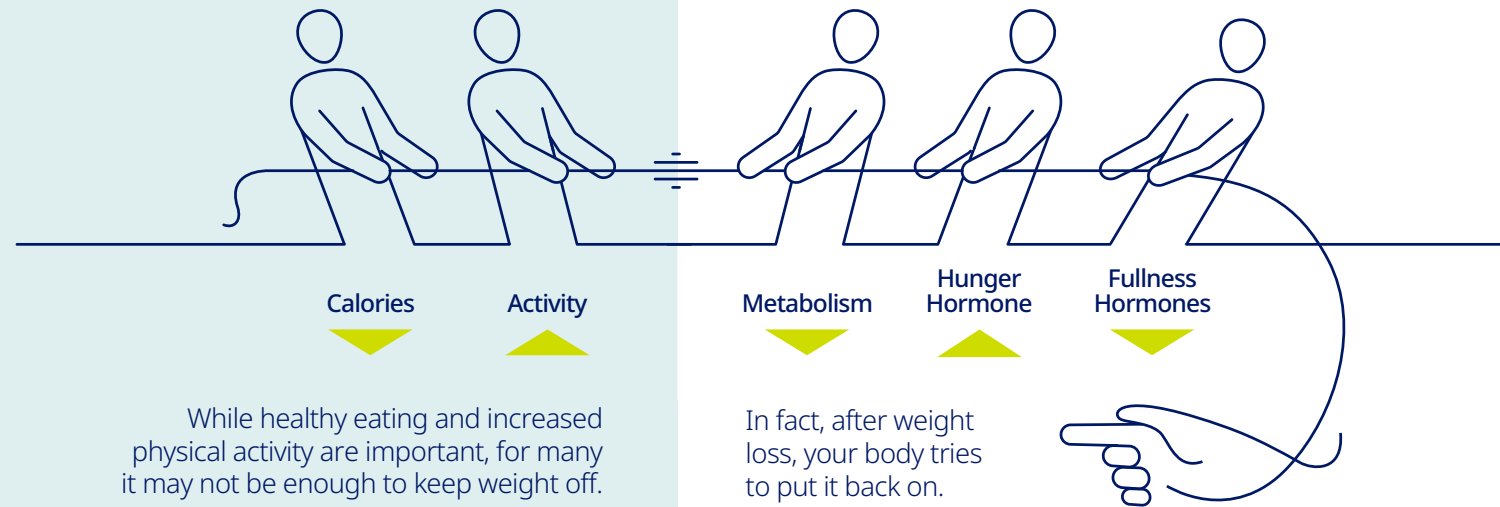 Calories
Activity
Metabolism
Hunger
Hormone
Fullness
Hormones
While healthy eating and increased
physical activity are important, for many
it may not be enough to keep weight off.
In fact, after weight
loss, your body tries
to put it back on.